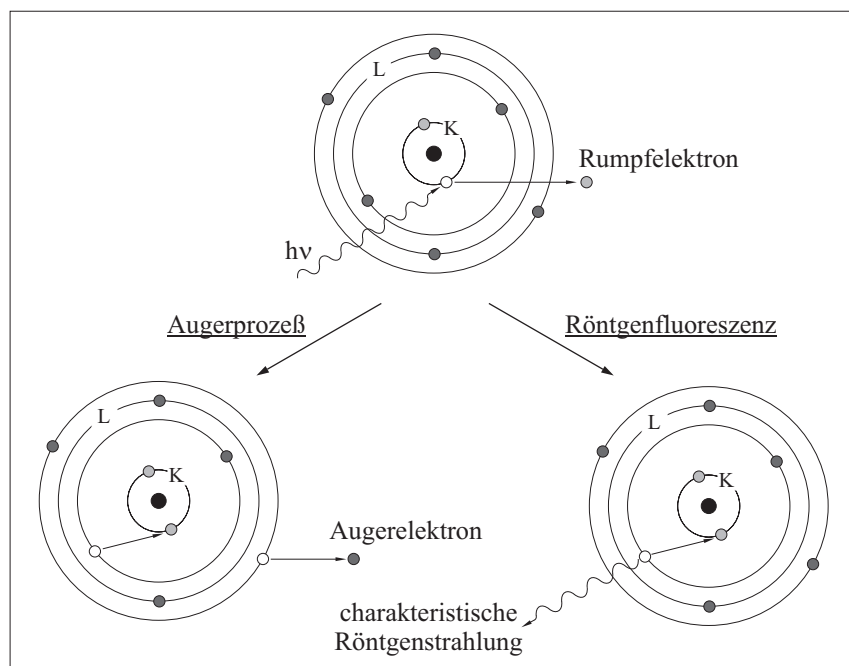 L
K
Rumpfelektron
hν
Augerprozeß
Röntgenfluoreszenz
L
K
Augerelektron
L
K
charakteristische
Röntgenstrahlung